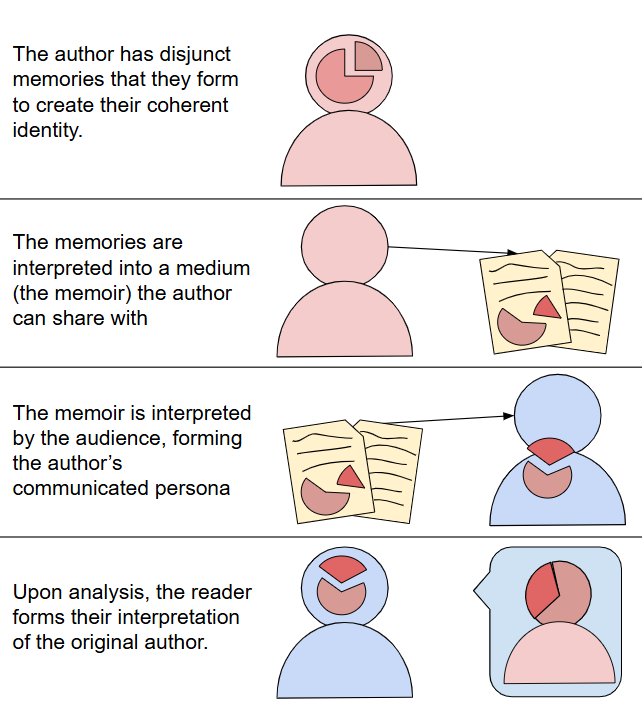 The author has disjunct
memories that they form
to create their coherent
identity.
The memories are
interpreted into a medium
(the memoir) the author
can share with
The memoir is interpreted
by the audience, forming
the author's
communicated persona
Upon analysis, the reader
forms their interpretation
of the original author.